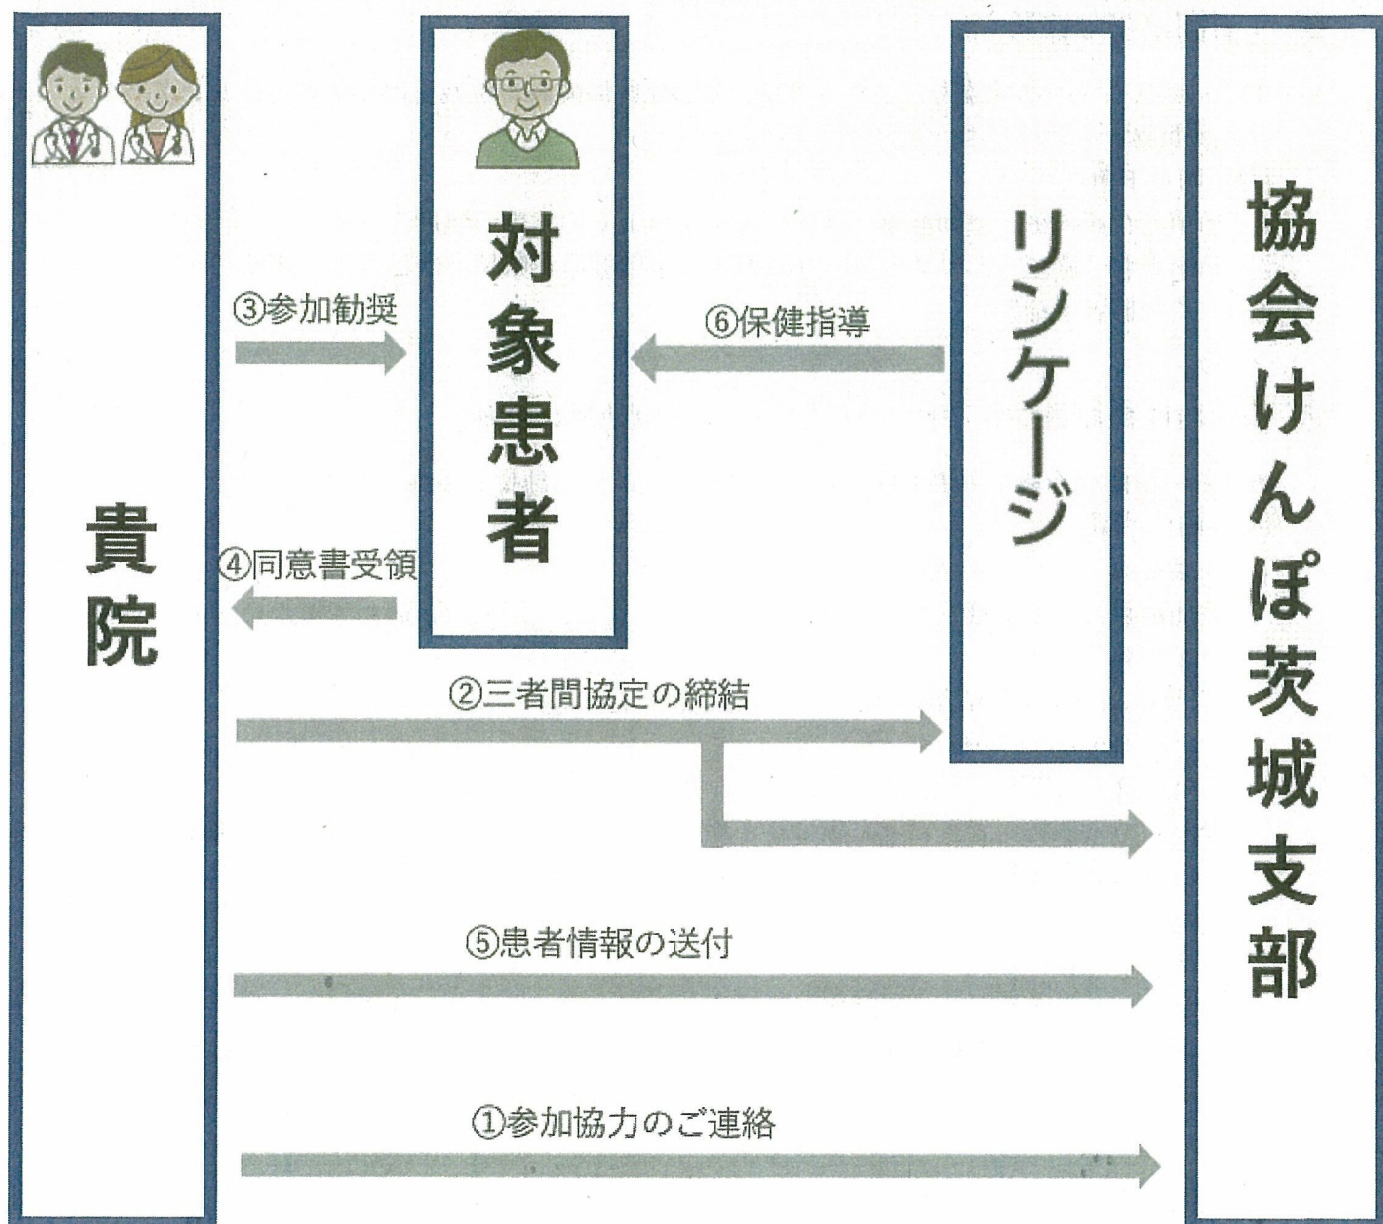 貴院
対象患者
リンケージ
協会けんぽ茨城支部
③参加勧奨
⑥保健指導
④同意書受領
②三者間協定の締結
⑤患者情報の送付
①参加協力のご連絡